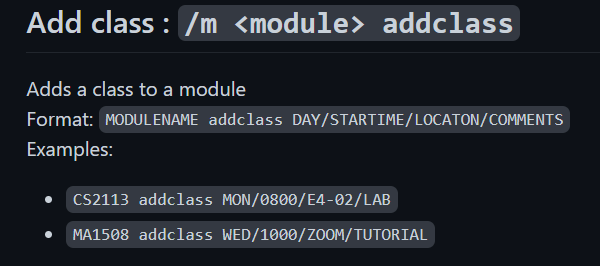 Add class : /m <module> addclass
Adds a class to a module
Format: MODULENAME addclass DAY/STARTIME/LOCATON/COMMENTS
Examples:
• CS2113 addclass MON/0800/E4-02/LAB
• MA1508 addclass WED/1000/ZOOM/TUTORIAL